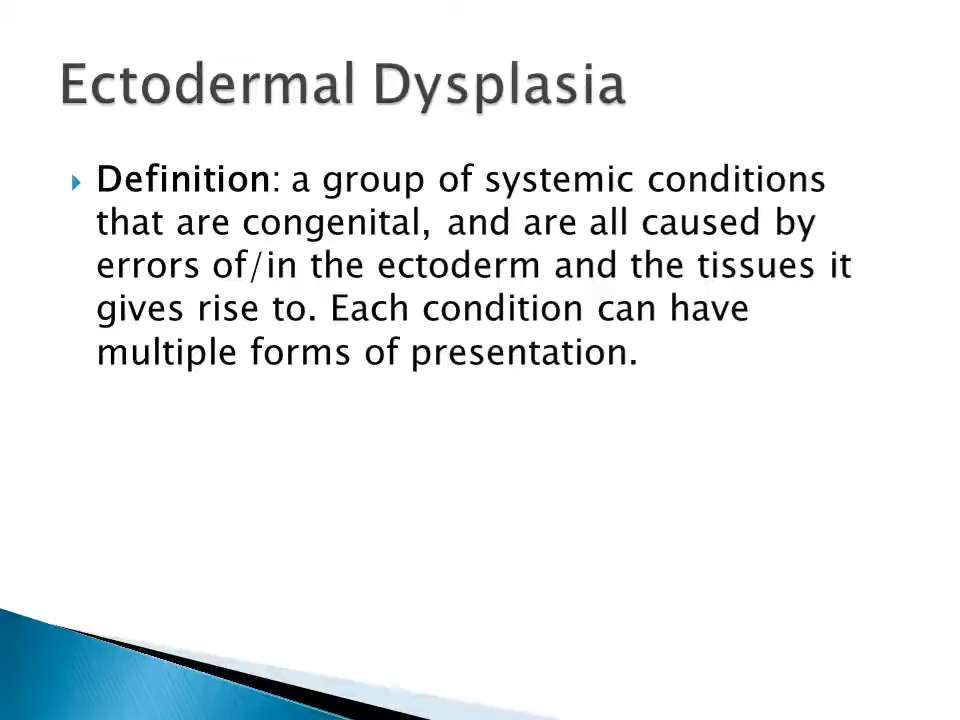 Ectodermal Dysplasia
Definition: a group of systemic conditions
that are congenital, and are all caused by
errors of/in the ectoderm and the tissues it
gives rise to. Each condition can have
multiple forms of presentation.